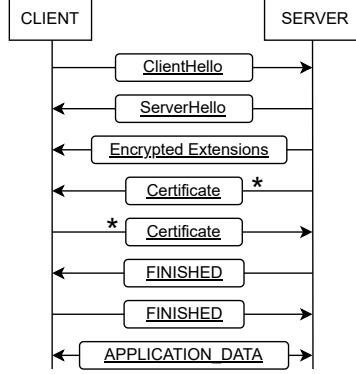 CLIENT
SERVER
ClientHello
ServerHello
Encrypted Extensions
Certificate *
* Certificate
FINISHED
FINISHED
APPLICATION_DATA